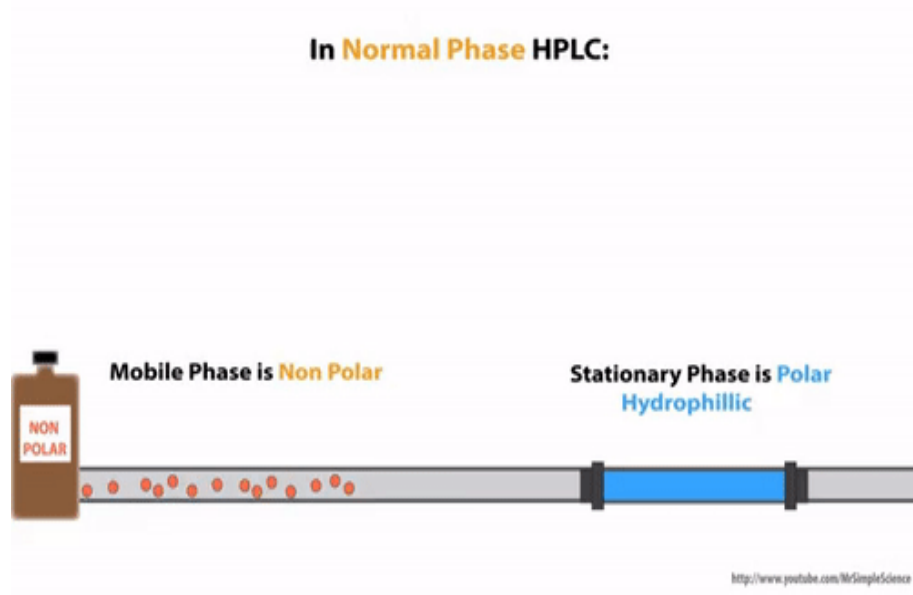 In Normal Phase HPLC:
Mobile Phase is Non Polar
Stationary Phase is Polar
Hydrophillic
NON
POLAR
http://www.youtube.com/MrSimpleScience